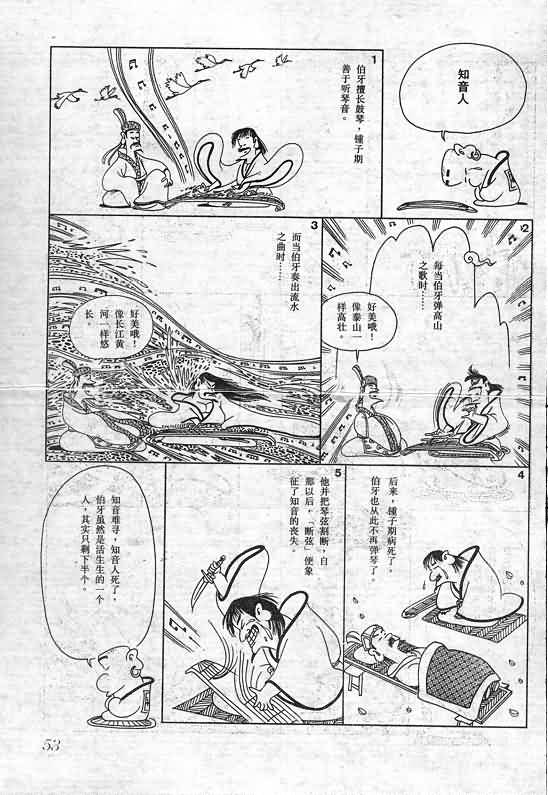 知音人
1
伯牙擅长鼓琴，锺子期
善于听琴音。
2
每当伯牙弹高山
之歌时……
好美哦！
像泰山一
样高壮。
3
而当伯牙奏出流水
之曲时……
好美哦！
像长江黄
河一样悠
长。
4
后来，锺子期病死了，
伯牙也从此不再弹琴了。
5
他并把琴弦割断，自
那以后，「断弦」便象
征了知音的丧失。
知音难寻，知音人死了，
伯牙虽然是活生生的一个
人，其实只剩下半个。
53